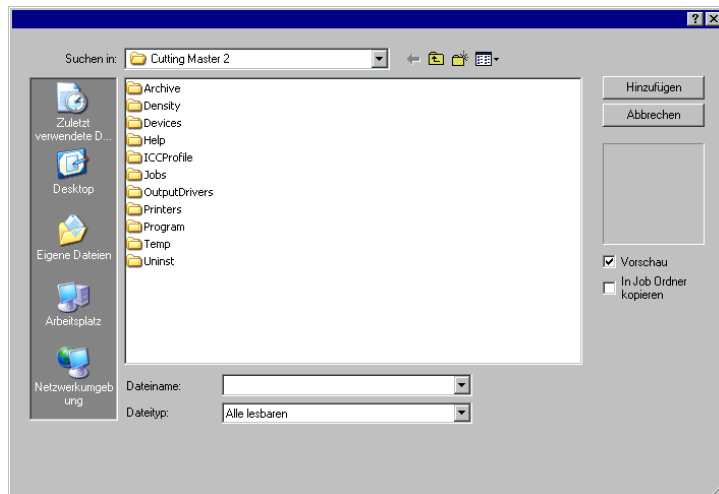 Suchen in: Cutting Master 2
Zuletzt
verwendete D...
Desktop
Eigene Dateien
Arbeitsplatz
Netzwerkumgeb
ung
Archive
Density
Devices
Help
ICCProfile
Jobs
OutputDrivers
Printers
Program
Temp
Uninst
Hinzufügen
Abbrechen
Vorschau
In Job Ordner
kopieren
Dateiname:
Dateityp: Alle lesbaren